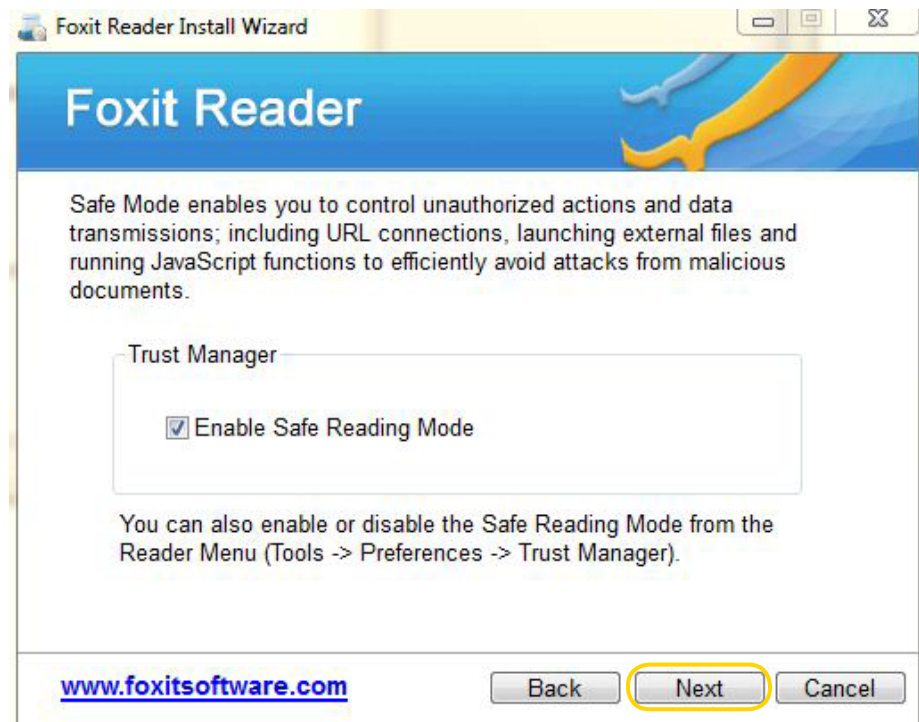 Foxit Reader Install Wizard
Foxit Reader
Safe Mode enables you to control unauthorized actions and data
transmissions; including URL connections, launching external files and
running JavaScript functions to efficiently avoid attacks from malicious
documents.
Trust Manager
Enable Safe Reading Mode
You can also enable or disable the Safe Reading Mode from the
Reader Menu (Tools -> Preferences -> Trust Manager).
www.foxitsoftware.com Back Next Cancel